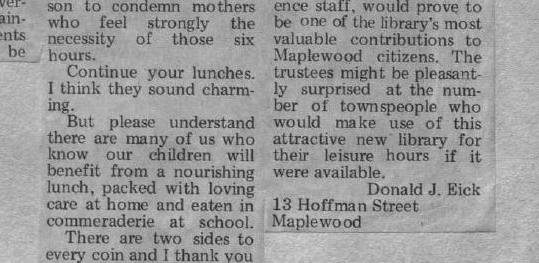 ver-
ain-
ents
be
son to condemn mothers
who feel strongly the
necessity of those six
hours.
Continue your lunches.
I think they sound charm-
ing.
But please understand
there are many of us who
know our children will
benefit from a nourishing
lunch, packed with loving
care at home and eaten in
commeraderie at school.
There are two sides to
every coin and I thank you
ence staff, would prove to
be one of the library's most
valuable contributions to
Maplewood citizens. The
trustees might be pleasant-
ly surprised at the num-
ber of townspeople who
would make use of this
attractive new library for
their leisure hours if it
were available.
Donald J. Eick
13 Hoffman Street
Maplewood